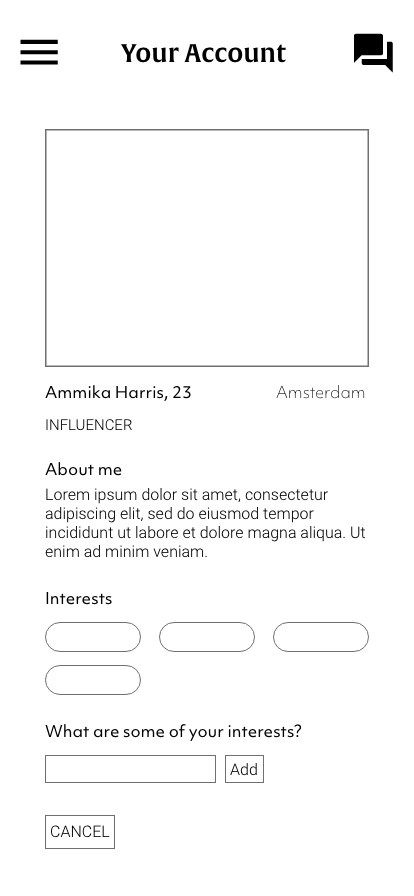 Your Account
Ammika Harris, 23 Amsterdam
INFLUENCER
About me
Lorem ipsum dolor sit amet, consectetur
adipiscing elit, sed do eiusmod tempor
incididunt ut labore et dolore magna aliqua. Ut
enim ad minim veniam.
Interests
What are some of your interests?
Add
CANCEL